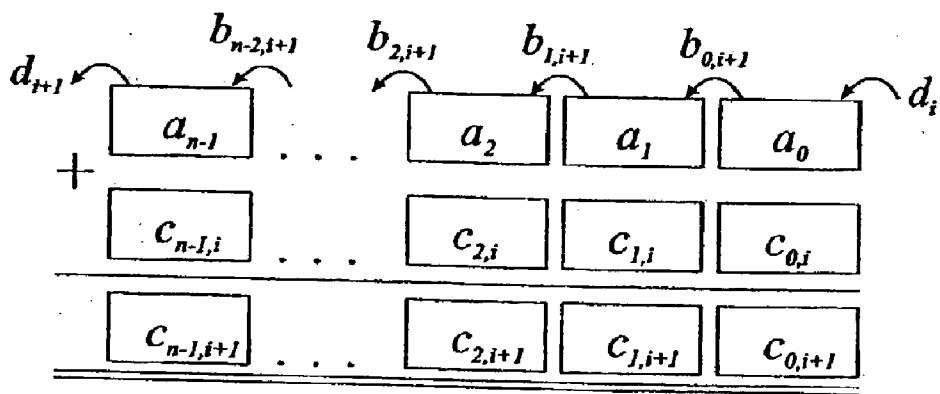 b_{n-2,i+1} b_{2,i+1} b_{1,i+1} b_{0,i+1}
d_{i+1} d_i
a_{n-1} . . . a_2 a_1 a_0
+
c_{n-1,i} . . . c_{2,i} c_{1,i} c_{0,i}
c_{n-1,i+1} . . . c_{2,i+1} c_{1,i+1} c_{0,i+1}